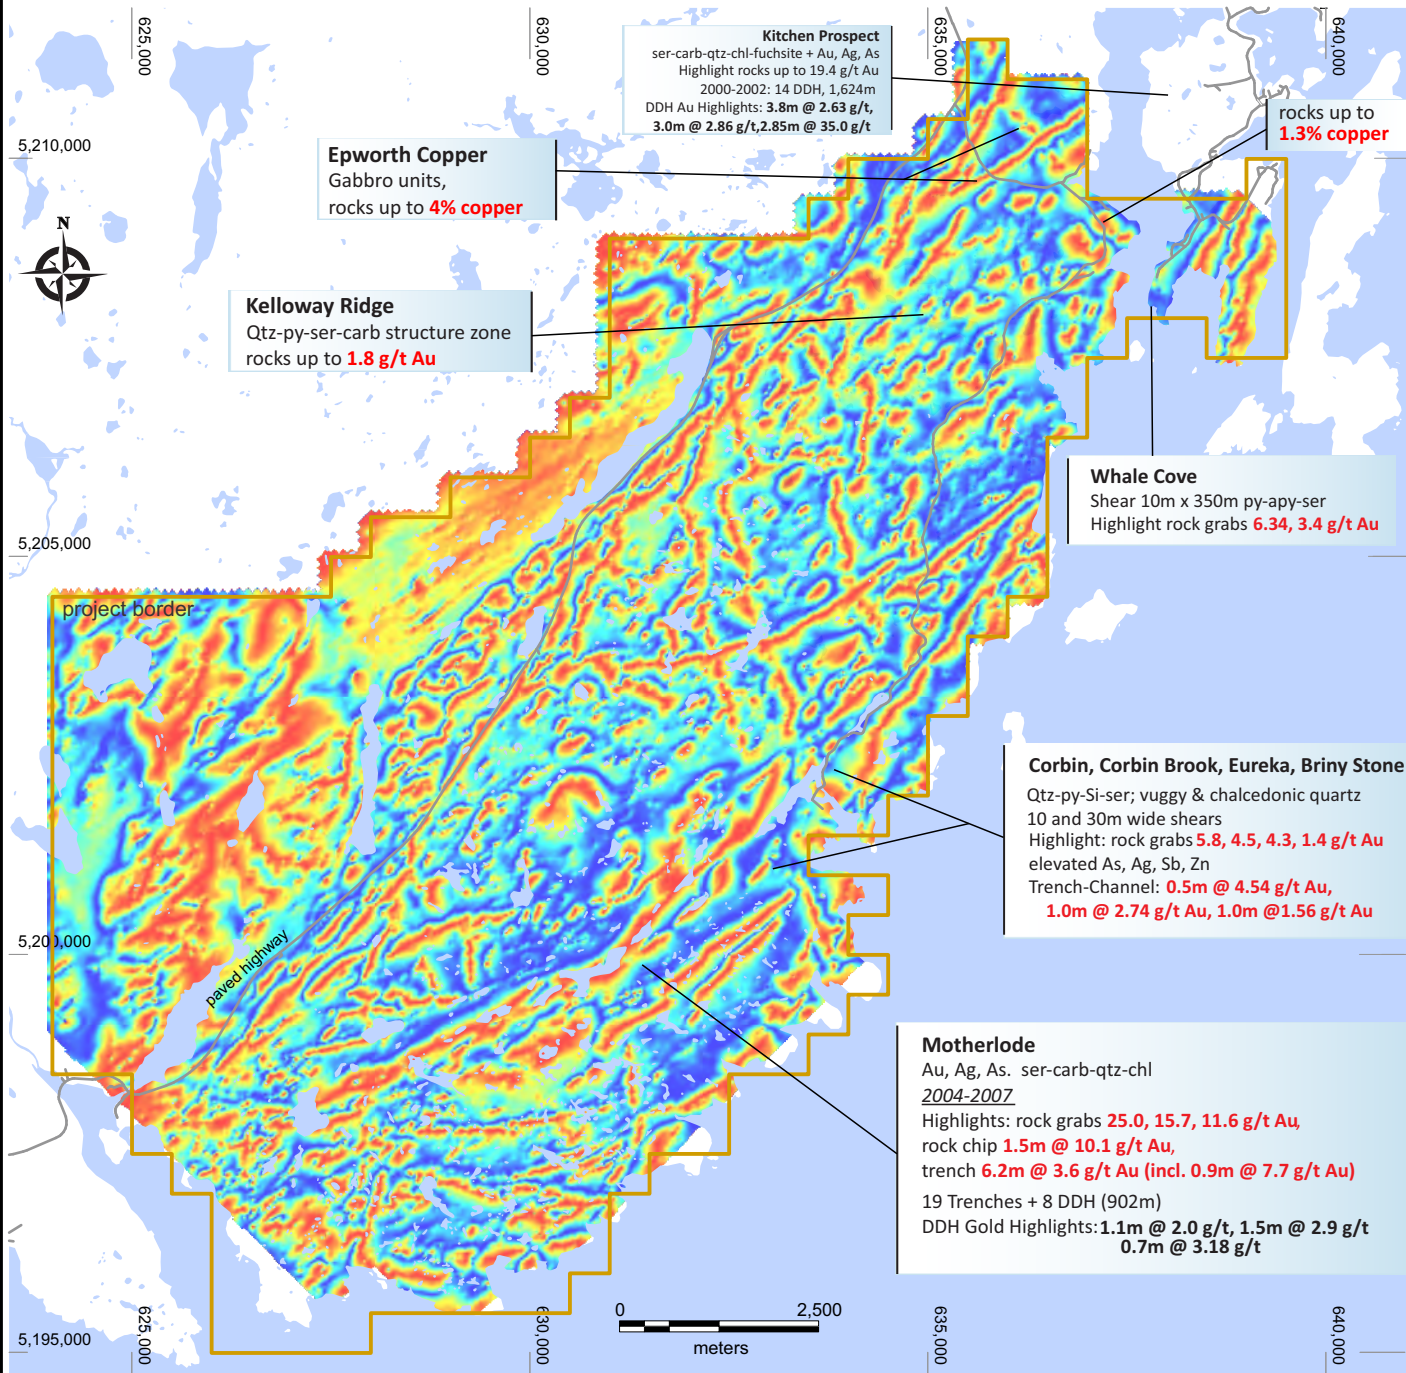 625,000
630,000
635,000
640,000
Kitchen Prospect
ser-carb-qtz-chl-fuchsite + Au, Ag, As
Highlight rocks up to 19.4 g/t Au
2000-2002: 14 DDH, 1,624m
DDH Au Highlights: 3.8m @ 2.63 g/t,
3.0m @ 2.86 g/t,2.85m @ 35.0 g/t
rocks up to
1.3% copper
5,210,000
Epworth Copper
Gabbro units,
rocks up to 4% copper
N
Kelloway Ridge
Qtz-py-ser-carb structure zone
rocks up to 1.8 g/t Au
Whale Cove
Shear 10m x 350m py-apy-ser
Highlight rock grabs 6.34, 3.4 g/t Au
5,205,000
project border
Corbin, Corbin Brook, Eureka, Briny Stone
Qtz-py-Si-ser; vuggy & chalcedonic quartz
10 and 30m wide shears
Highlight: rock grabs 5.8, 4.5, 4.3, 1.4 g/t Au
elevated As, Ag, Sb, Zn
Trench-Channel: 0.5m @ 4.54 g/t Au,
1.0m @ 2.74 g/t Au, 1.0m @1.56 g/t Au
5,200,000
paved highway
Motherlode
Au, Ag, As. ser-carb-qtz-chl
2004-2007
Highlights: rock grabs 25.0, 15.7, 11.6 g/t Au,
rock chip 1.5m @ 10.1 g/t Au,
trench 6.2m @ 3.6 g/t Au (incl. 0.9m @ 7.7 g/t Au)
19 Trenches + 8 DDH (902m)
DDH Gold Highlights: 1.1m @ 2.0 g/t, 1.5m @ 2.9 g/t
0.7m @ 3.18 g/t
5,195,000
0 2,500
meters
625,000
630,000
635,000
640,000